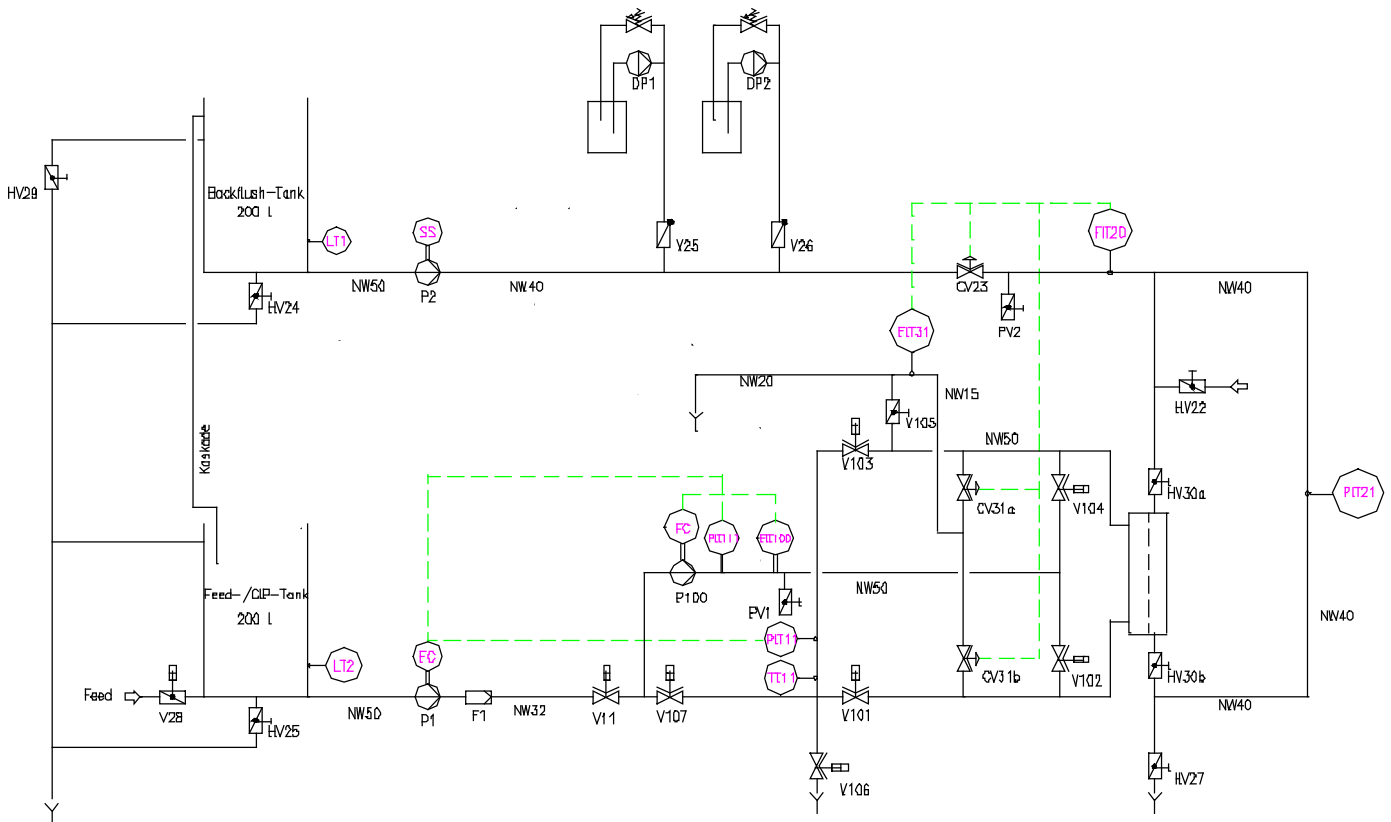 DP1
DP2
HV29
Backflush-Tank
200 l
LT1
SS
V25
V26
FIT20
NW50
P2
NW40
CV23
NW40
HV24
PV2
FIT31
NW20
NW15
HV22
V105
Kaskade
V103
NW50
HV30a
CV31a
V104
PIT21
FC
PIT111
FIT100
P100
NW50
PV1
Feed-/CIP-Tank
200 l
NW40
PIT11
FC
LT2
TI11
CV31b
V102
HV30b
Feed
V28
NW50
P1
F1
NW32
V11
V107
V101
NW40
HV25
V106
HV27